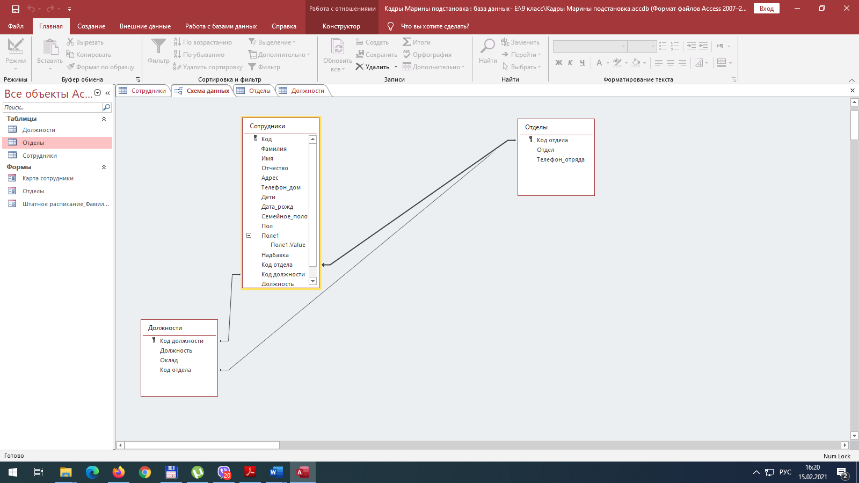 Работа с отношениями
Кадры Марины подстановка : база данных- E:\9 класс\Кадры Марины подстановка.accdb (Формат файлов Access 2007–2...
Вход
Файл
Главная
Создание
Внешние данные
Работа с базами данных
Справка
Конструктор
Что вы хотите сделать?
Режимы
Вставить
Вырезать
Копировать
Формат по образцу
Фильтр
По возрастанию
По убыванию
Удалить сортировку
Выделение
Дополнительно
Фильтр
Обновить все
Создать
Сохранить
Удалить
Итоги
Орфография
Дополнительно
Найти
Заменить
Перейти
Выбрать
Ж К Ч
Режимы
Буфер обмена
Сортировка и фильтр
Записи
Найти
Форматирование текста
Все объекты Ac...
Поиск...
Таблицы
Должности
Отделы
Сотрудники
Формы
Карта сотрудники
Отделы
Штатное расписание_Фамил...
Сотрудники
Схема данных
Отделы
Должности
Сотрудники
Код
Фамилия
Имя
Отчество
Адрес
Телефон_дом
Дети
Дата_рожд
Семейное_поло
Пол
Поле1
Поле1.Value
Надбавка
Код отдела
Код должности
Должность
Отделы
Код отдела
Отдел
Телефон_отряда
Должности
Код должности
Должность
Оклад
Код отдела
Готово
Num Lock
РУС
16:20
15.02.2021